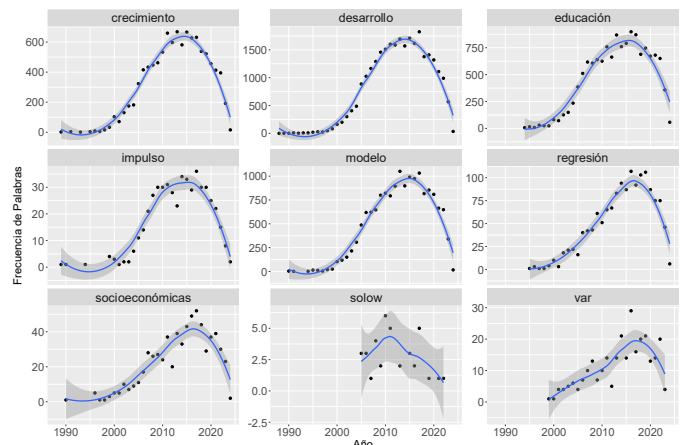 crecimiento
desarrollo
educación
600
400
200
0
1500
1000
500
0
750
500
250
0
impulso
modelo
regresión
30
20
10
0
1000
750
500
250
0
100
75
50
25
0
socioeconómicas
solow
var
40
20
0
5.0
2.5
0.0
-2.5
30
20
10
0
1990 2000 2010 2020
1990 2000 2010 2020
1990 2000 2010 2020
Año
Frecuencia de Palabras